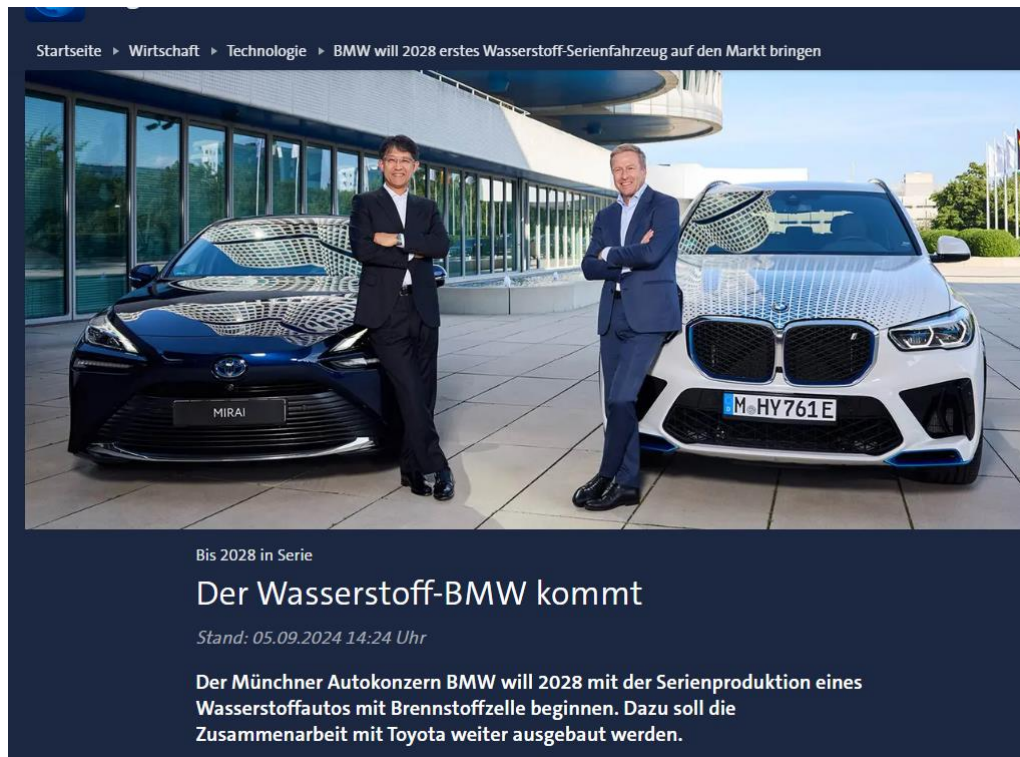 Startseite ▸ Wirtschaft ▸ Technologie ▸ BMW will 2028 erstes Wasserstoff-Serienfahrzeug auf den Markt bringen
MIRAI
M HY761E
Bis 2028 in Serie
Der Wasserstoff-BMW kommt
Stand: 05.09.2024 14:24 Uhr
Der Münchner Autokonzern BMW will 2028 mit der Serienproduktion eines
Wasserstoffautos mit Brennstoffzelle beginnen. Dazu soll die
Zusammenarbeit mit Toyota weiter ausgebaut werden.